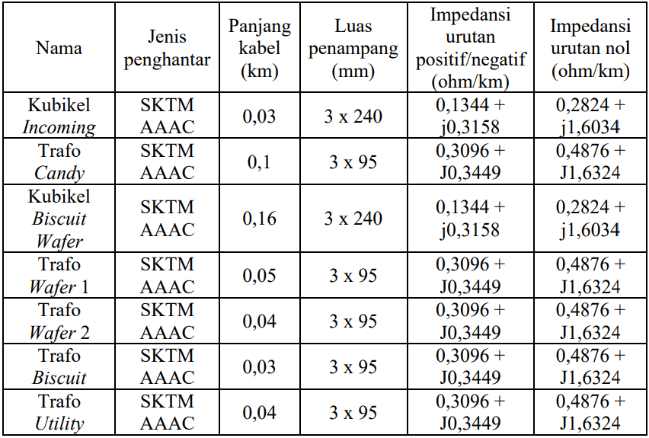 Nama
Jenis
penghantar
Panjang
kabel
(km)
Luas
penampang
(mm)
Impedansi
urutan
positif/negatif
(ohm/km)
Impedansi
urutan nol
(ohm/km)
Kubikel
Incoming
SKTM
AAAC
0,03
3 x 240
0,1344 +
j0,3158
0,2824 +
j1,6034
Trafo
Candy
SKTM
AAAC
0,1
3 x 95
0,3096 +
J0,3449
0,4876 +
J1,6324
Kubikel
Biscuit
Wafer
SKTM
AAAC
0,16
3 x 240
0,1344 +
j0,3158
0,2824 +
j1,6034
Trafo
Wafer 1
SKTM
AAAC
0,05
3 x 95
0,3096 +
J0,3449
0,4876 +
J1,6324
Trafo
Wafer 2
SKTM
AAAC
0,04
3 x 95
0,3096 +
J0,3449
0,4876 +
J1,6324
Trafo
Biscuit
SKTM
AAAC
0,03
3 x 95
0,3096 +
J0,3449
0,4876 +
J1,6324
Trafo
Utility
SKTM
AAAC
0,04
3 x 95
0,3096 +
J0,3449
0,4876 +
J1,6324